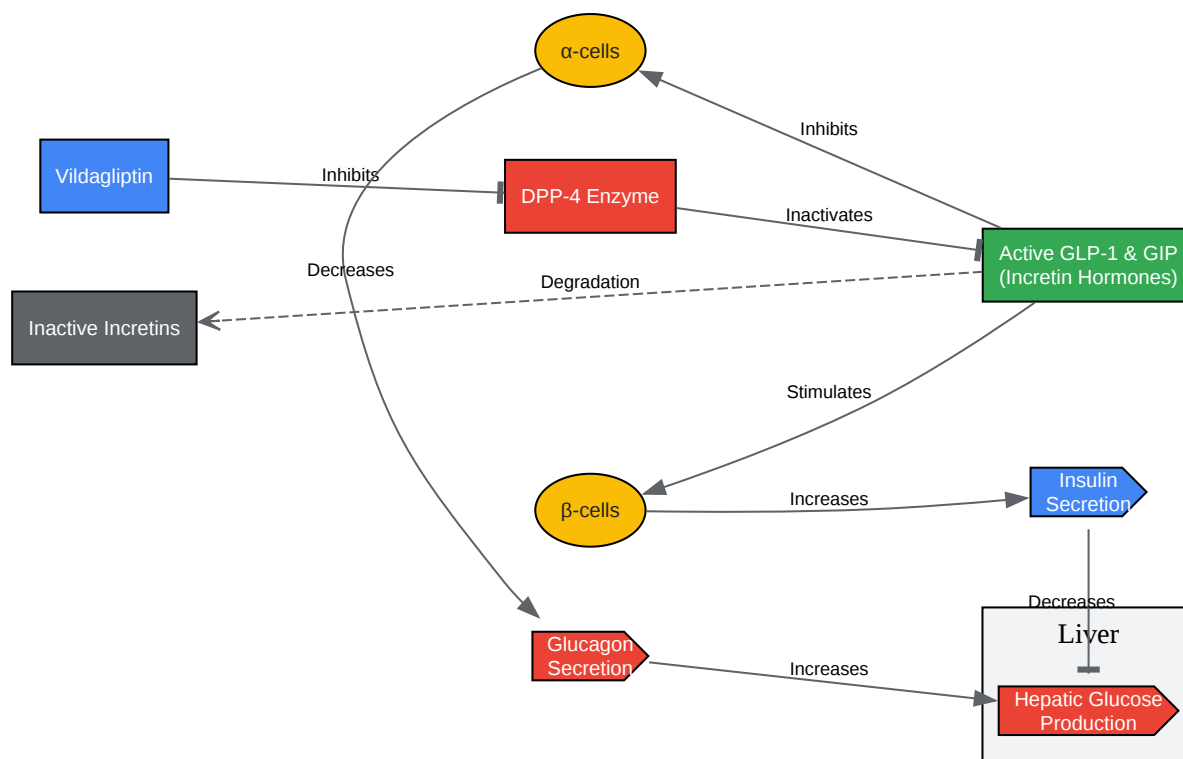 α-cells
Inhibits
Vildagliptin
Inhibits
DPP-4 Enzyme
Inactivates
Active GLP-1 & GIP
(Incretin Hormones)
Decreases
Degradation
Inactive Incretins
Stimulates
β-cells
Increases
Insulin
Secretion
Decreases
Liver
Glucagon
Secretion
Increases
Hepatic Glucose
Production